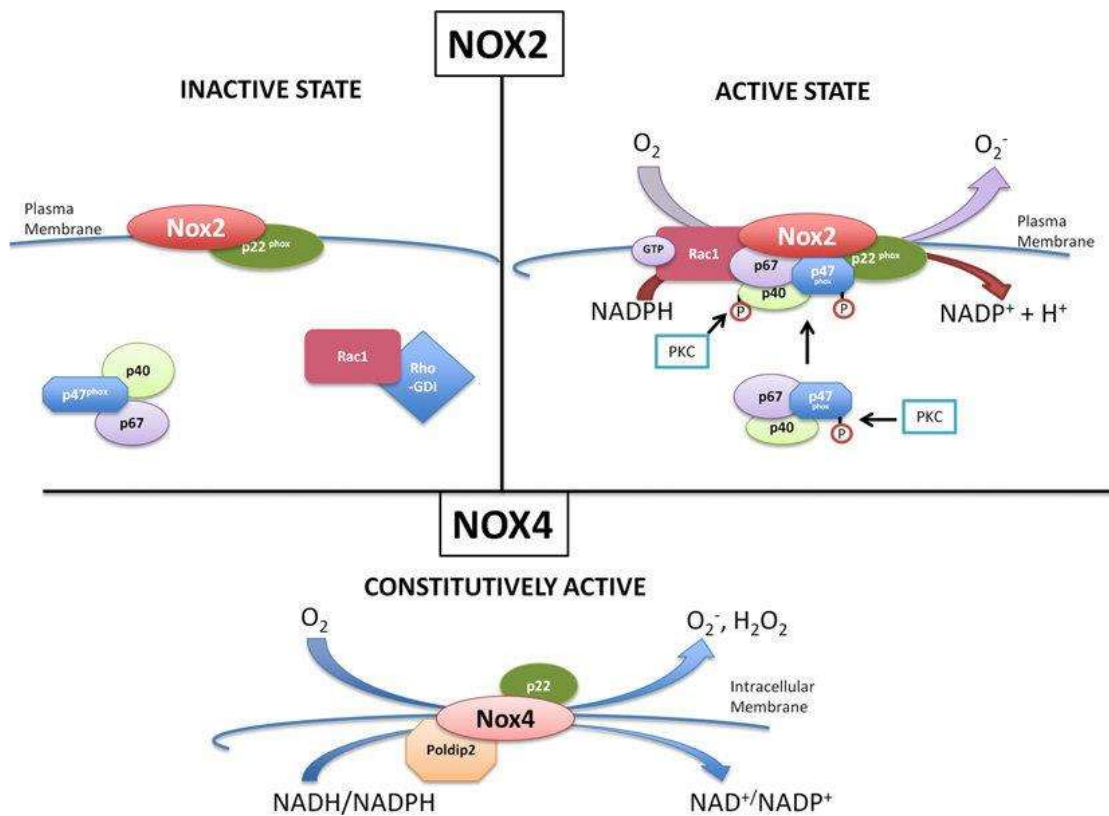 NOX2
INACTIVE STATE
Plasma
Membrane
Nox2
p22 phox
p40
p47phox
p67
Rac1
Rho
-GDI
ACTIVE STATE
O₂
O₂⁻
Plasma
Membrane
GTP
Rac1
Nox2
p67
p47
phox
p22 phox
p40
NADPH
P
P
NADP⁺ + H⁺
PKC
p67
p47
phox
p40
P
PKC
NOX4
CONSTITUTIVELY ACTIVE
O₂
O₂⁻, H₂O₂
p22
Intracellular
Membrane
Nox4
Poldip2
NADH/NADPH
NAD⁺/NADP⁺